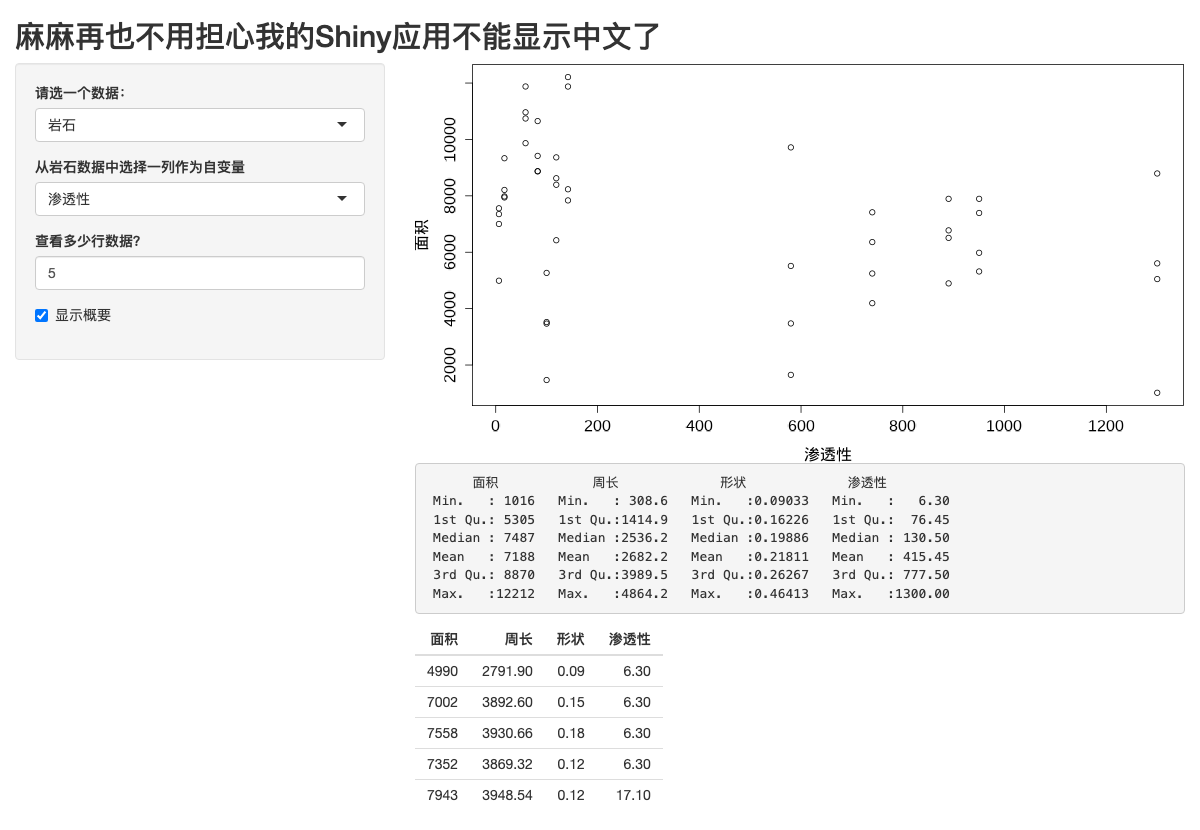 麻麻再也不用担心我的Shiny应用不能显示中文了
请选一个数据：
岩石
从岩石数据中选择一列作为自变量
渗透性
查看多少行数据?
5
显示概要
面积
10000
8000
6000
4000
2000
0 200 400 600 800 1000 1200
渗透性
面积 周长 形状 渗透性
Min.   : 1016   Min.   : 308.6   Min.   :0.09033   Min.   :   6.30
1st Qu.: 5305   1st Qu.:1414.9   1st Qu.:0.16226   1st Qu.:  76.45
Median : 7487   Median :2536.2   Median :0.19886   Median : 130.50
Mean   : 7188   Mean   :2682.2   Mean   :0.21811   Mean   : 415.45
3rd Qu.: 8870   3rd Qu.:3989.5   3rd Qu.:0.26267   3rd Qu.: 777.50
Max.   :12212   Max.   :4864.2   Max.   :0.46413   Max.   :1300.00
面积 周长 形状 渗透性
4990 2791.90 0.09 6.30
7002 3892.60 0.15 6.30
7558 3930.66 0.18 6.30
7352 3869.32 0.12 6.30
7943 3948.54 0.12 17.10